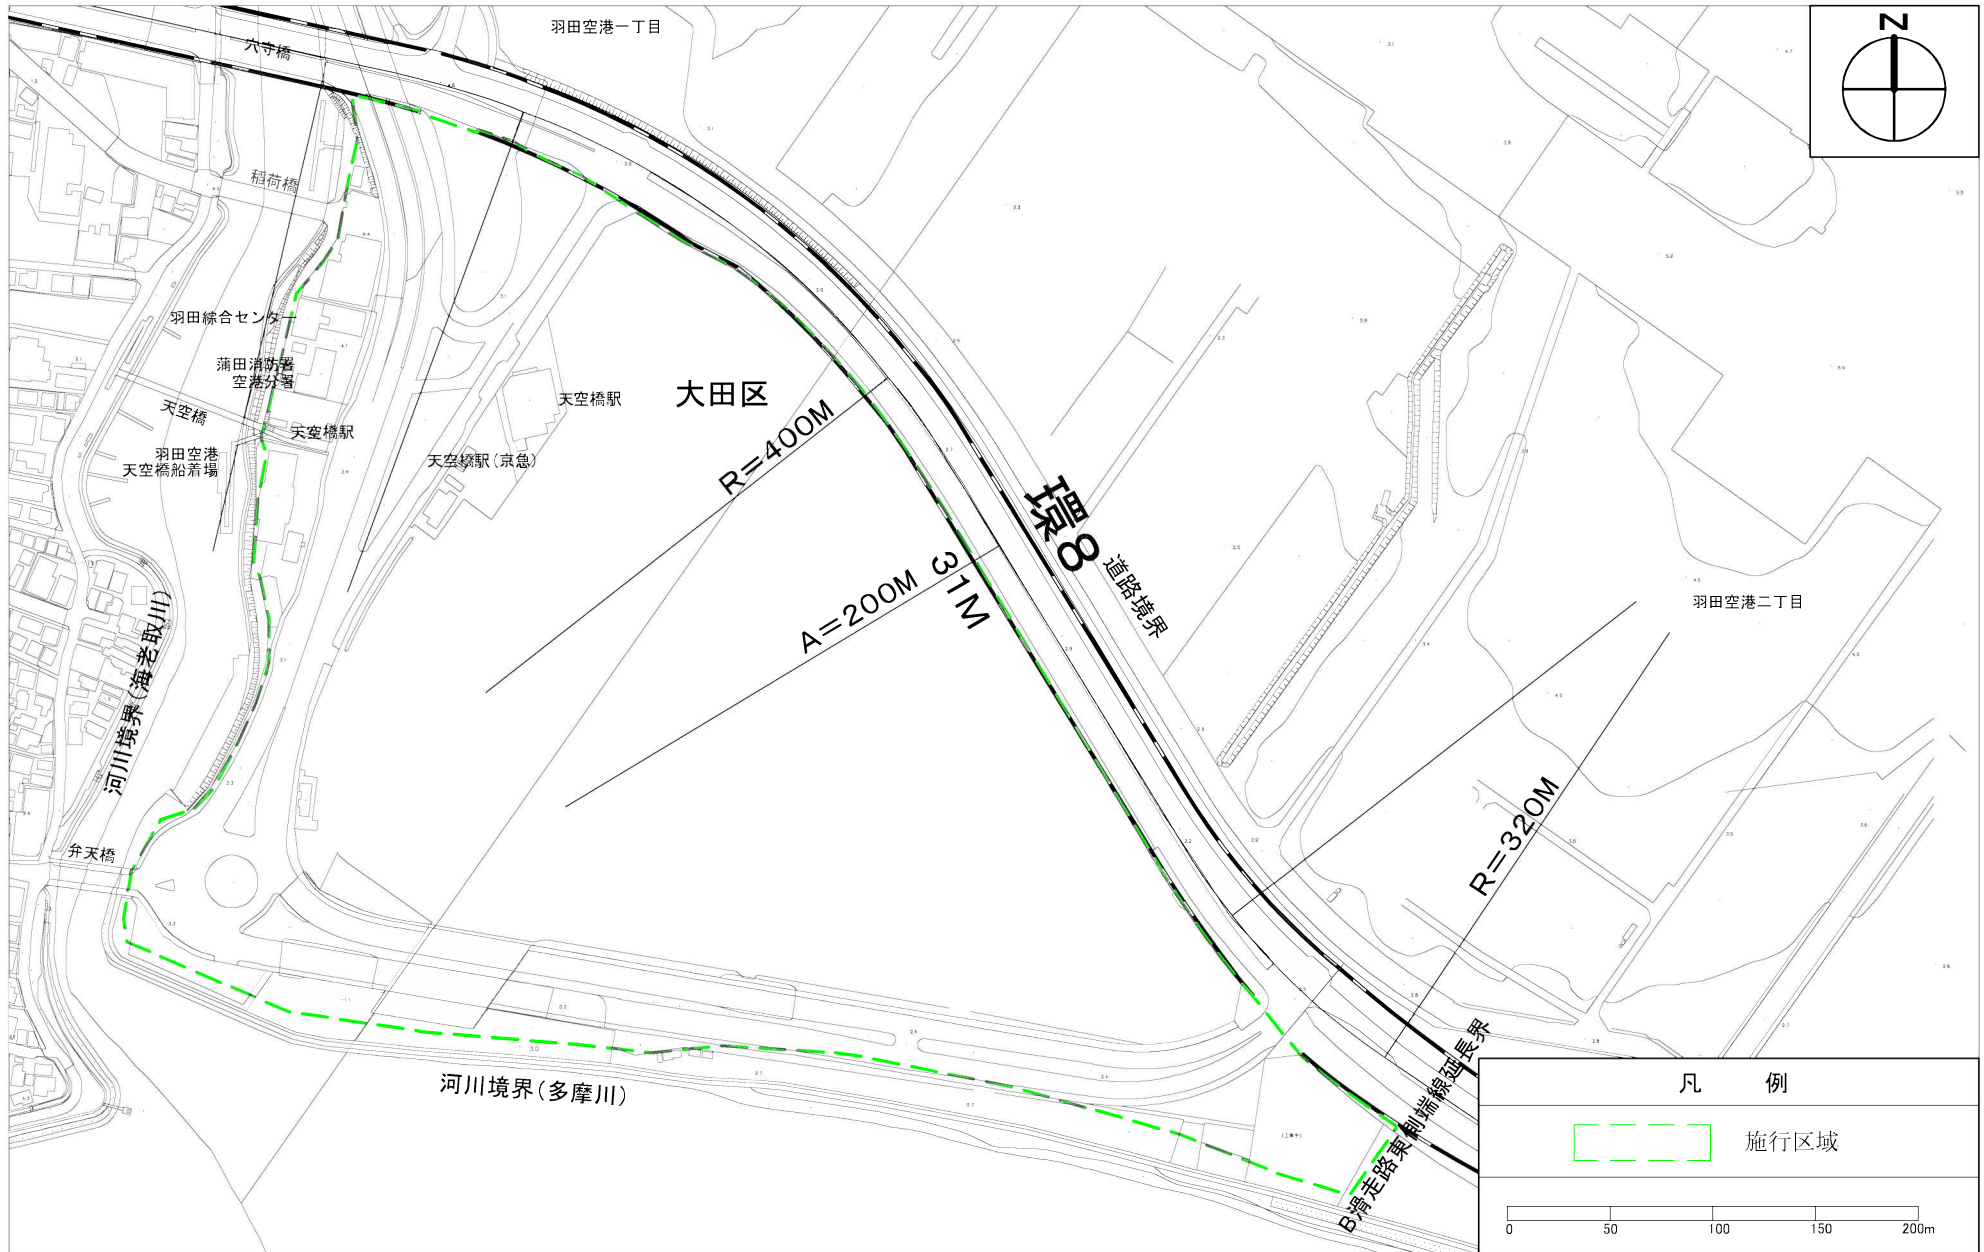 羽田空港一丁目
N
穴守橋
稲荷橋
羽田綜合センター
蒲田消防署
空港分署
天空橋
天空橋駅
羽田空港
天空橋船着場
天空橋駅
天空橋駅(京急)
大田区
R=400M
A=200M
31M
環8
道路境界
羽田空港二丁目
R=320M
河川境界(海老取川)
弁天橋
河川境界(多摩川)
(工事中)
B滑走路東側端線延長界
凡 例
施行区域
0 50 100 150 200m